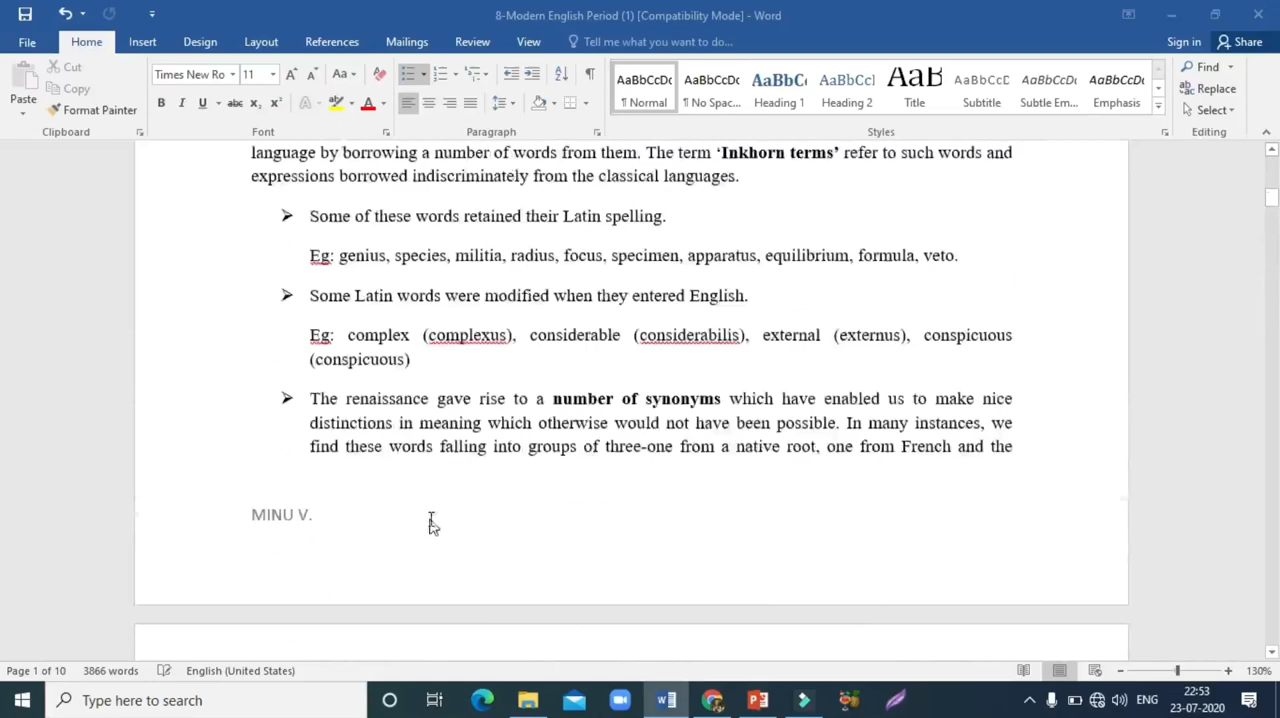 8-Modern English Period (1) [Compatibility Mode] - Word
File Home Insert Design Layout References Mailings Review View Tell me what you want to do... Sign in Share
Cut
Copy
Paste
Format Painter
Clipboard
Times New Ro 11 Aa
B I U abc x₂ x² A A
Font
Paragraph
AaBbCcDc AaBbCcDc AaBbC AaBbCcl AaB AaBbCcD AaBbCcD AaBbCcDc
¶ Normal ¶ No Spac... Heading 1 Heading 2 Title Subtitle Subtle Em... Emphasis
Styles
Find
Replace
Select
Editing
language by borrowing a number of words from them. The term ‘Inkhorn terms’ refer to such words and
expressions borrowed indiscriminately from the classical languages.
➢ Some of these words retained their Latin spelling.
Eg: genius, species, militia, radius, focus, specimen, apparatus, equilibrium, formula, veto.
➢ Some Latin words were modified when they entered English.
Eg: complex (complexus), considerable (considerabilis), external (externus), conspicuous
(conspicuous)
➢ The renaissance gave rise to a number of synonyms which have enabled us to make nice
distinctions in meaning which otherwise would not have been possible. In many instances, we
find these words falling into groups of three-one from a native root, one from French and the
MINU V.
Page 1 of 10 3866 words English (United States) 130%
Type here to search
ENG
22:53
23-07-2020